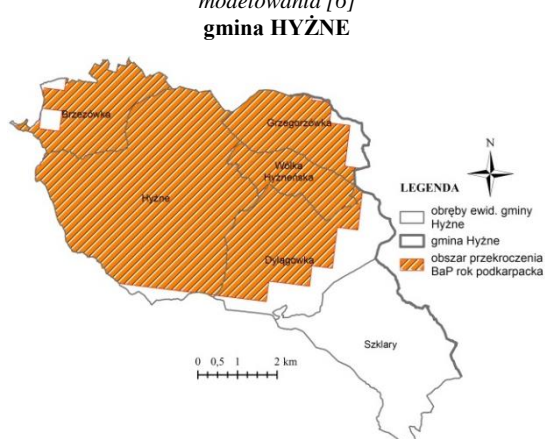 modelowania [6]
gmina HYŻNE
Brzezówka
Grzegorzówka
Wólka
Hyżneńska
Hyżne
Dylągówka
Szklary
N
LEGENDA
obręby ewid. gminy
Hyżne
gmina Hyżne
obszar przekroczenia
BaP rok podkarpacka
0 0,5 1 2 km